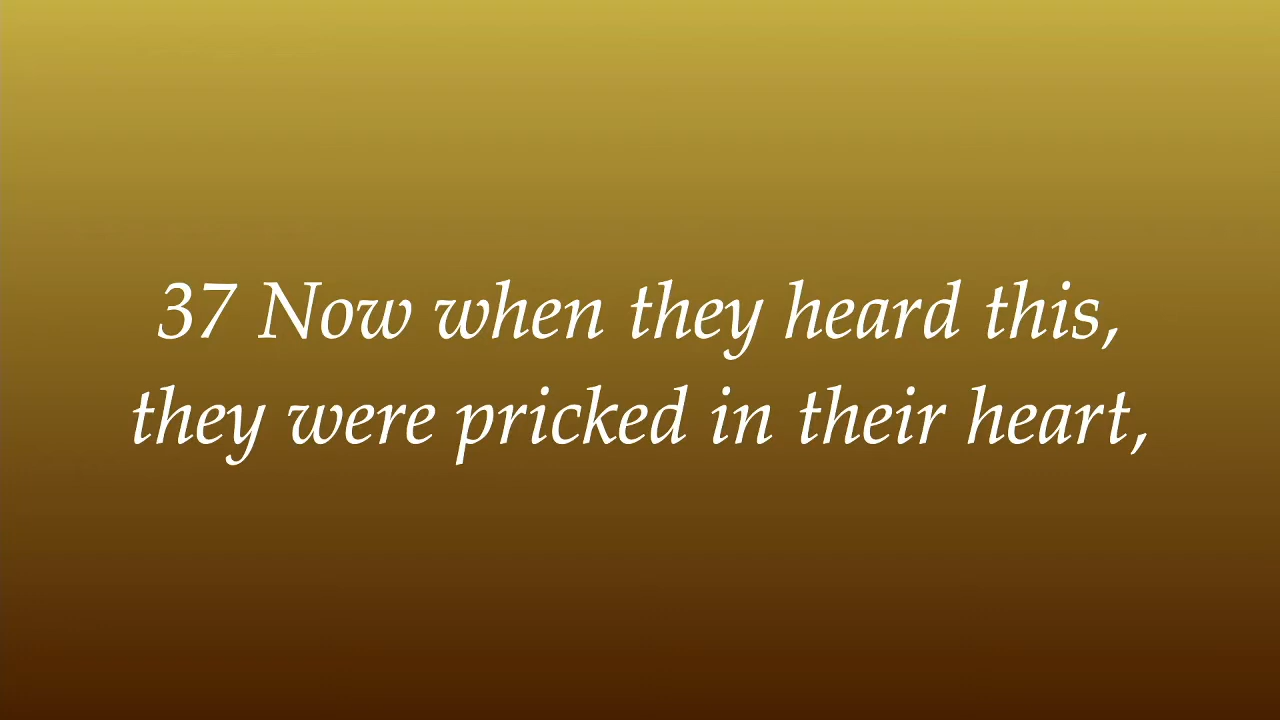 37 Now when they heard this,
they were pricked in their heart,